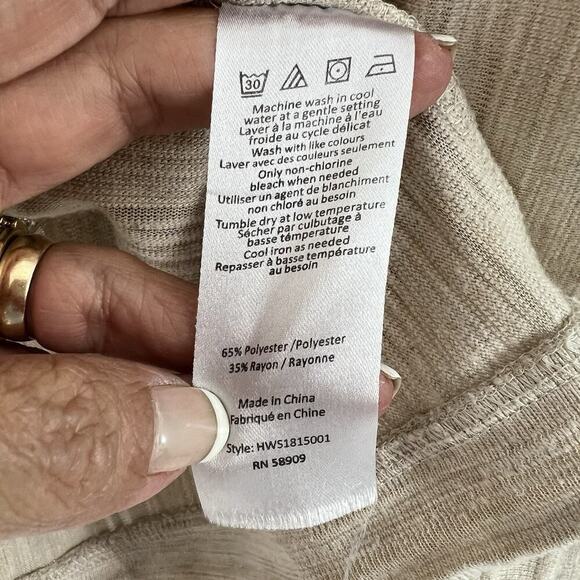 30
Machine wash in cool
water at a gentle setting
Laver à la machine à l'eau
froide au cycle délicat
Wash with like colours
Laver avec des couleurs seulement
Only non-chlorine
bleach when needed
Utiliser un agent de blanchiment
non chloré au besoin
Tumble dry at low temperature
Sécher par culbutage à
basse température
Cool iron as needed
Repasser à basse température
au besoin
65% Polyester /Polyester
35% Rayon / Rayonne
Made in China
Fabriqué en Chine
Style: HWS1815001
RN 58909